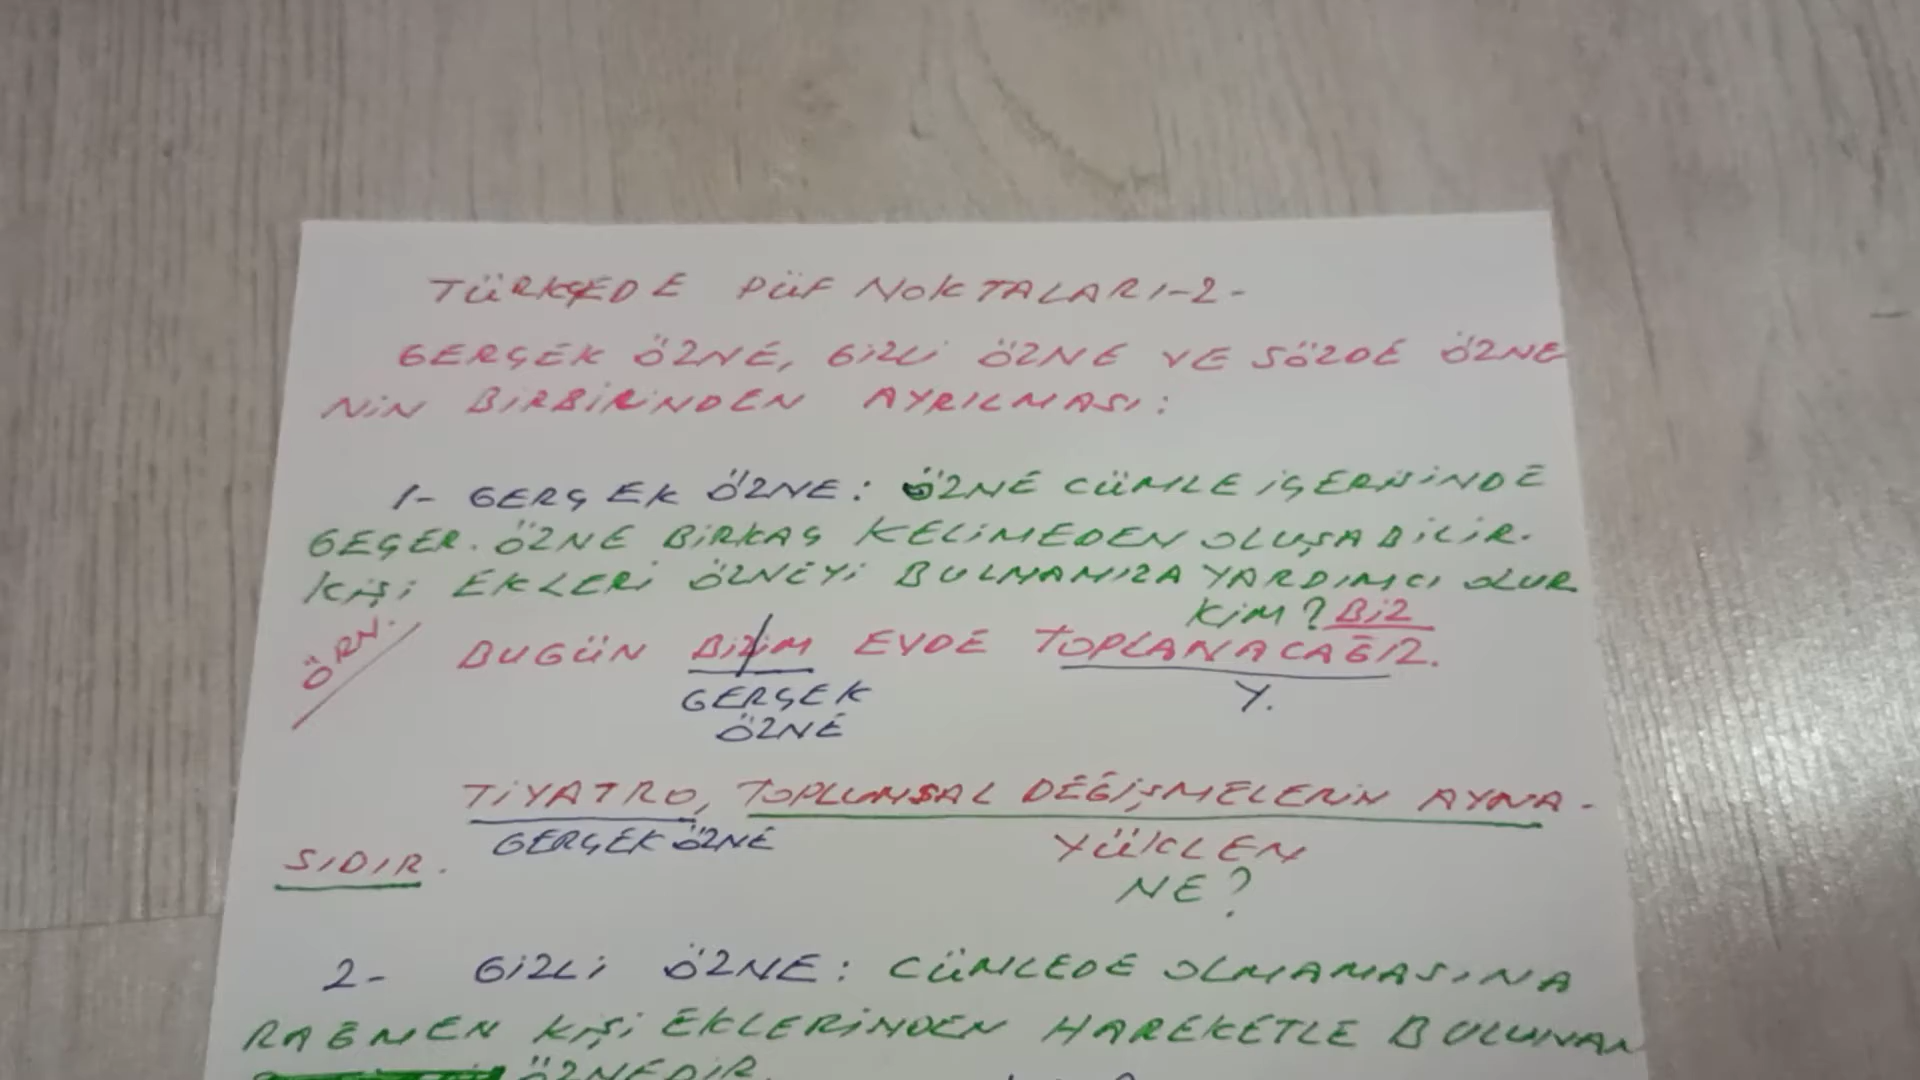 TÜRKÇEDE PÜF NOKTALARI-2-
GERÇEK ÖZNE, GİZLİ ÖZNE VE SÖZDE ÖZNE
NİN BİRBİRİNDEN AYRILMASI:
1- GERÇEK ÖZNE: ÖZNE CÜMLE İÇERİSİNDE
GEÇER. ÖZNE BİRKAÇ KELİMEDEN OLUŞABİLİR.
KİŞİ EKLERİ ÖZNEYİ BULMAMIZA YARDIMCI OLUR
KİM? BİZ
ÖRN. BUGÜN BİZİM EVDE TOPLANACAĞIZ.
GERÇEK Y.
ÖZNE
TİYATRO, TOPLUMSAL DEĞİŞMELERİN AYNA-
GERÇEK ÖZNE YÜKLEM
SIDIR.
NE?
2- GİZLİ ÖZNE: CÜMLEDE OLMAMASINA
RAĞMEN KİŞİ EKLERİNDEN HAREKETLE BULUNAN
ÖZNEDİR.